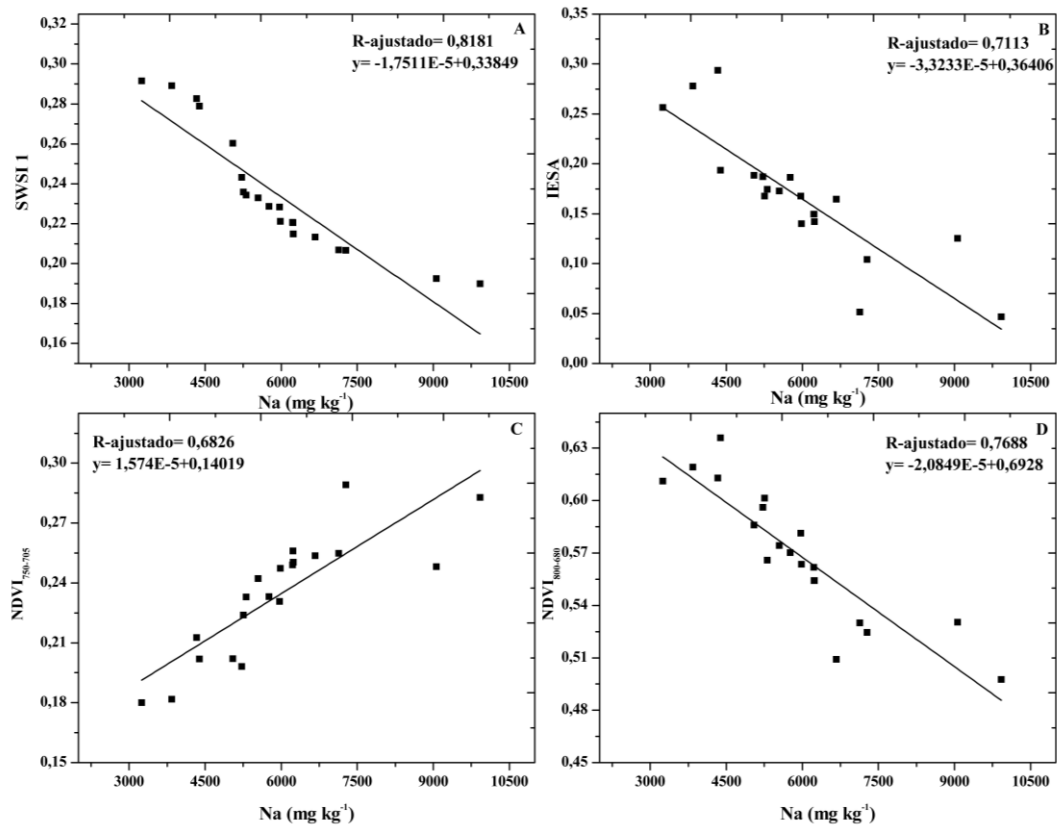 A
R-ajustado= 0,8181
y= -1,7511E-5+0,33849
0,32
0,30
0,28
0,26
0,24
0,22
0,20
0,18
0,16
SWSI 1
3000 4500 6000 7500 9000 10500
Na (mg kg⁻¹)
B
R-ajustado= 0,7113
y= -3,3233E-5+0,36406
0,35
0,30
0,25
0,20
0,15
0,10
0,05
0,00
IESA
3000 4500 6000 7500 9000 10500
Na (mg kg⁻¹)
C
R-ajustado= 0,6826
y= 1,574E-5+0,14019
0,30
0,27
0,24
0,21
0,18
0,15
NDVI750-705
3000 4500 6000 7500 9000 10500
Na (mg kg⁻¹)
D
R-ajustado= 0,7688
y= -2,0849E-5+0,6928
0,63
0,60
0,57
0,54
0,51
0,48
0,45
NDVI800-680
3000 4500 6000 7500 9000 10500
Na (mg kg⁻¹)